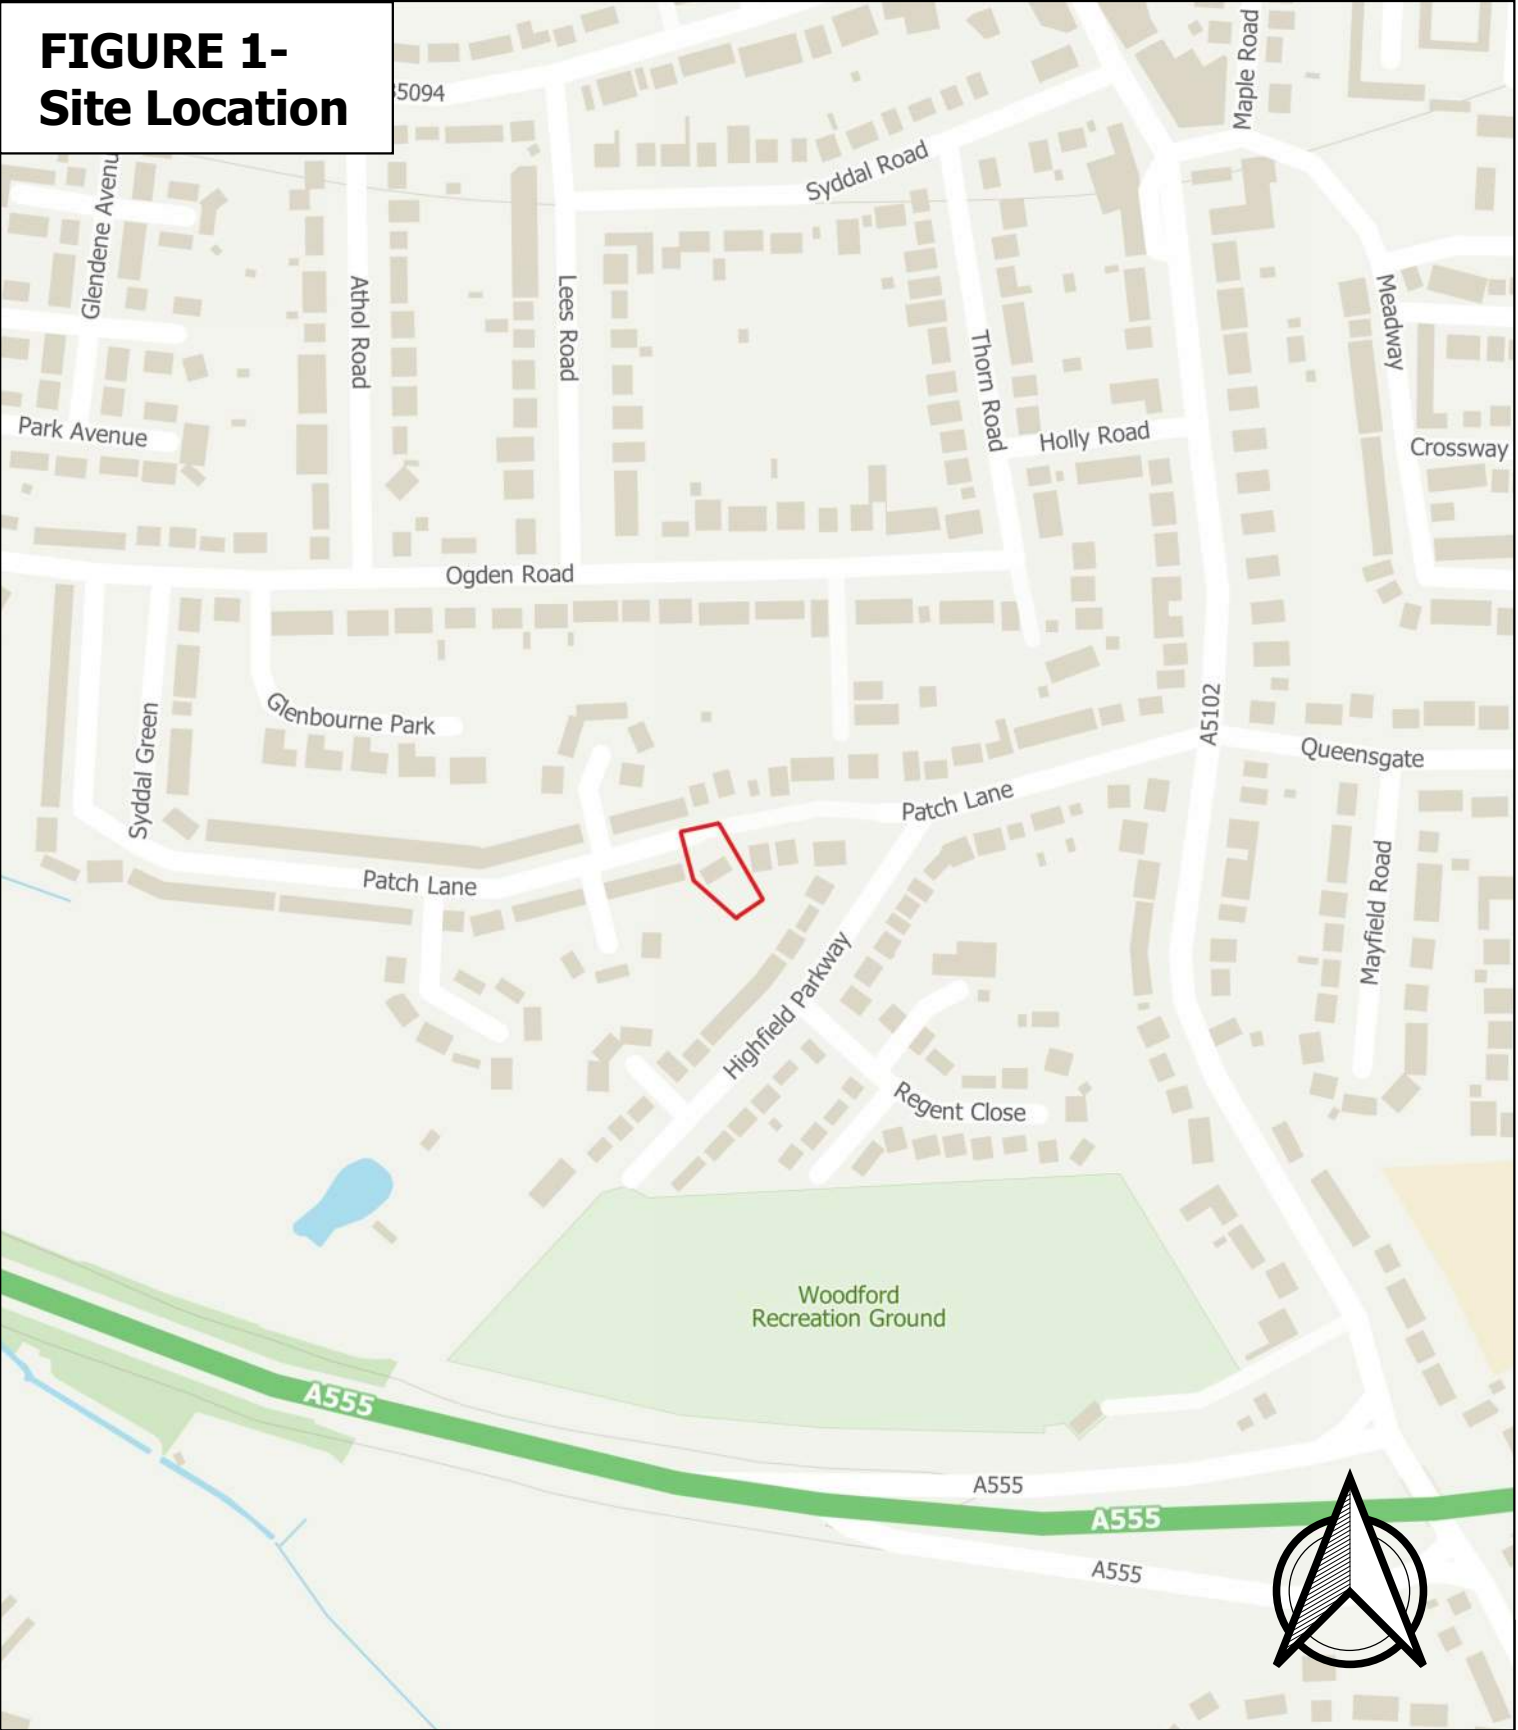 FIGURE 1-
Site Location
5094
Maple Road
Syddal Road
Glendene Avenu
Athol Road
Lees Road
Thorn Road
Meadway
Park Avenue
Holly Road
Crossway
Ogden Road
Glenbourne Park
Syddal Green
A5102
Queensgate
Patch Lane
Patch Lane
Mayfield Road
Highfield Parkway
Regent Close
Woodford
Recreation Ground
A555
A555
A555
A555